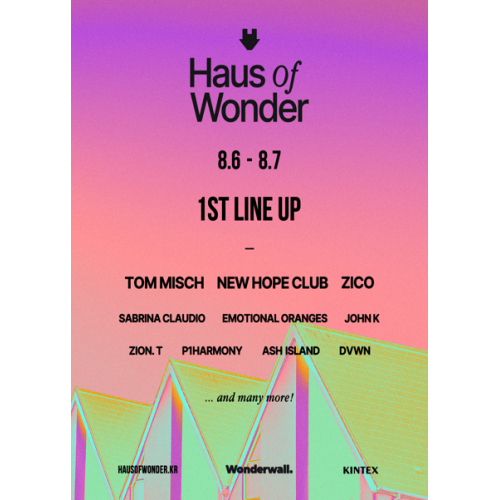 Haus of
Wonder
8.6 - 8.7
1ST LINE UP
—
TOM MISCH NEW HOPE CLUB ZICO
SABRINA CLAUDIO EMOTIONAL ORANGES JOHN K
ZION. T P1HARMONY ASH ISLAND DVWN
... and many more!
HAUSOFWONDER.KR Wonderwall. KINTEX